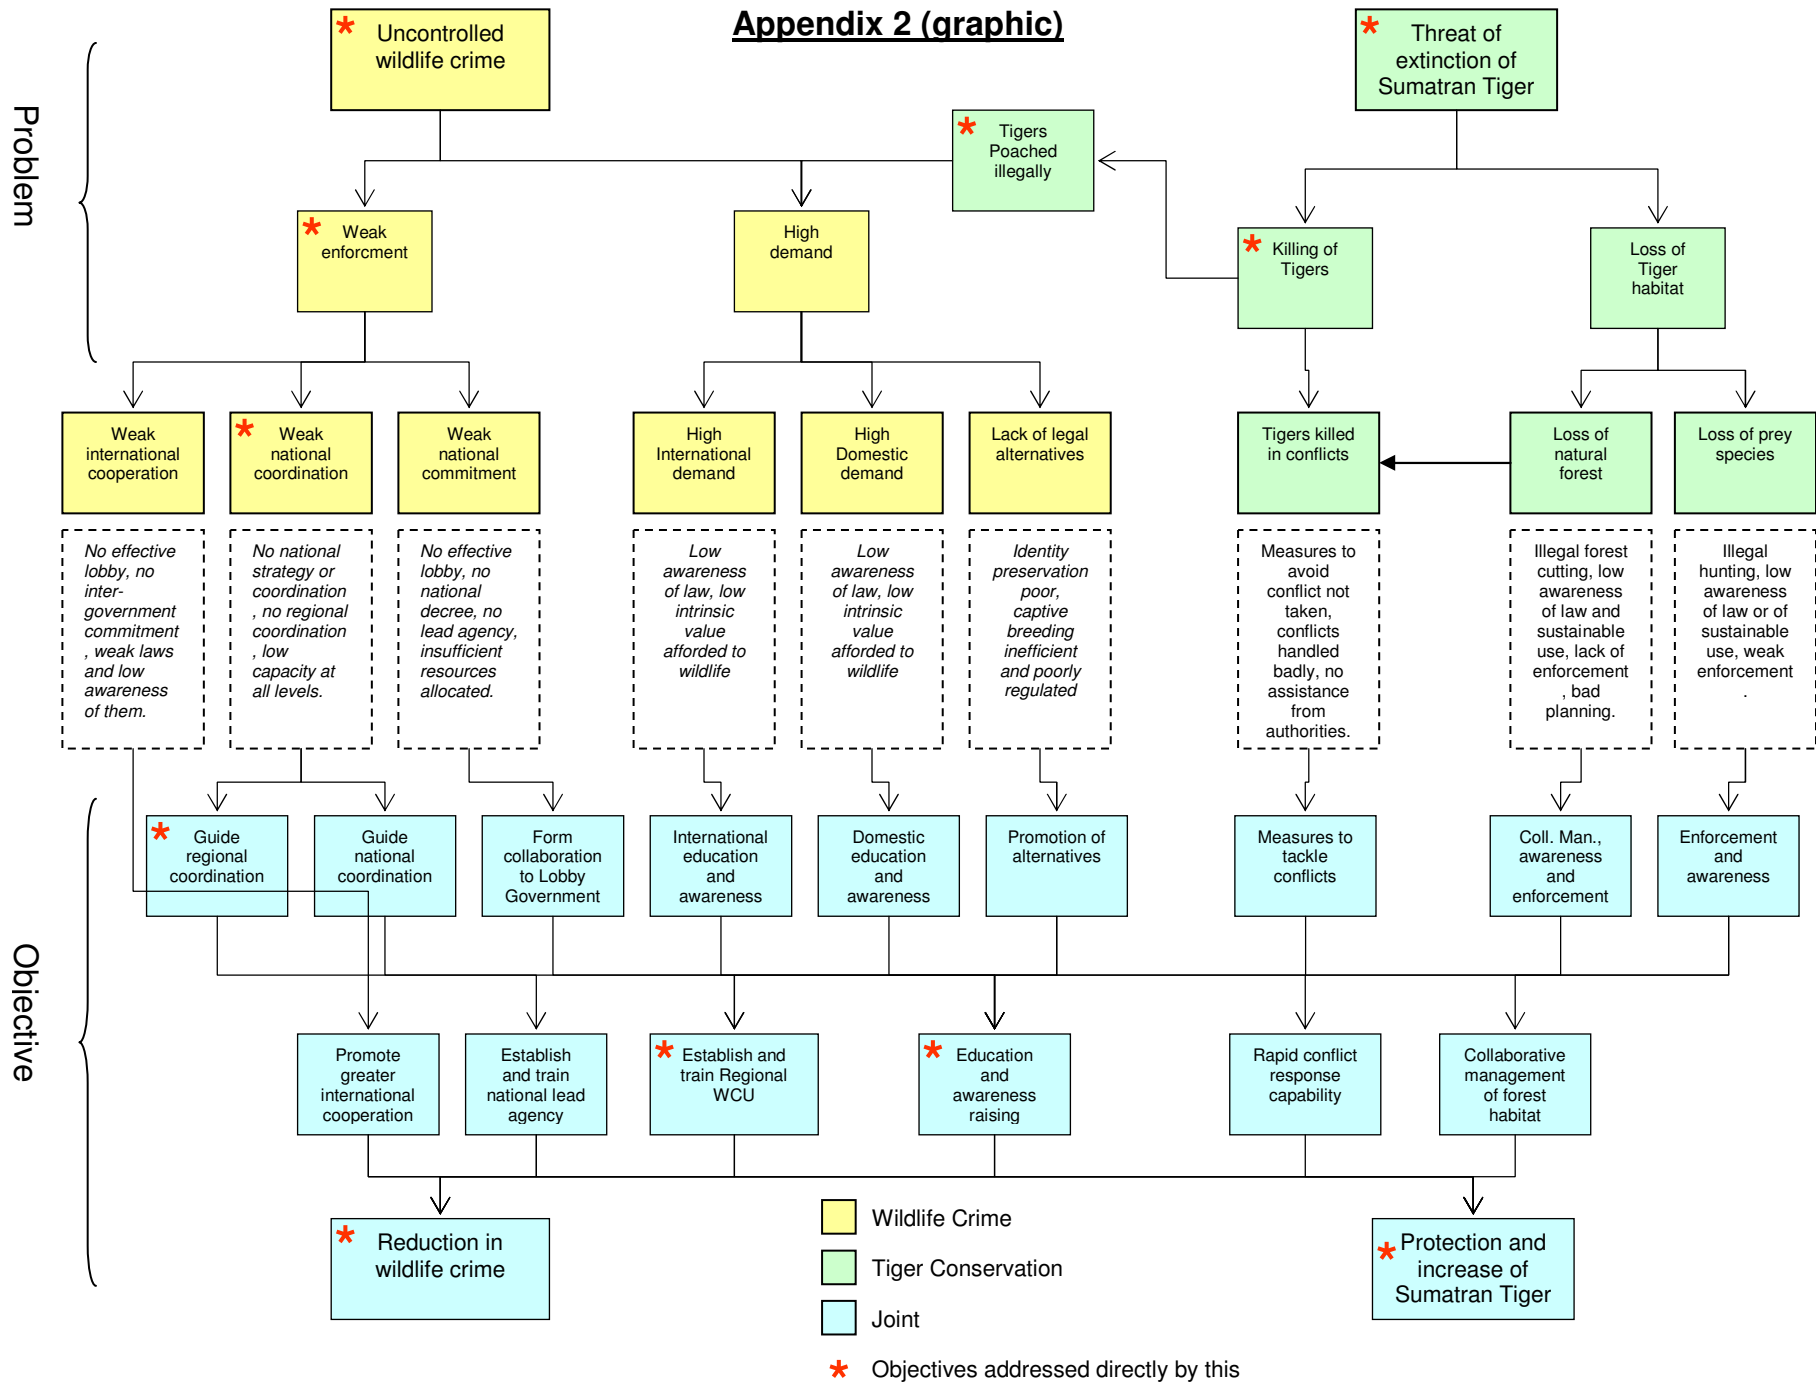 Appendix 2 (graphic)
Problem
Uncontrolled
wildlife crime
Threat of
extinction of
Sumatran Tiger
Tigers
Poached
illegally
Weak
enforcment
High
demand
Killing of
Tigers
Loss of
Tiger
habitat
Weak
international
cooperation
Weak
national
coordination
Weak
national
commitment
High
International
demand
High
Domestic
demand
Lack of legal
alternatives
Tigers killed
in conflicts
Loss of
natural
forest
Loss of prey
species
No effective
lobby, no
inter-
government
commitment
, weak laws
and low
awareness
of them.
No national
strategy or
coordination
, no regional
coordination
, low
capacity at
all levels.
No effective
lobby, no
national
decree, no
lead agency,
insufficient
resources
allocated.
Low
awareness
of law, low
intrinsic
value
afforded to
wildlife
Low
awareness
of law, low
intrinsic
value
afforded to
wildlife
Identity
preservation
poor,
captive
breeding
inefficient
and poorly
regulated
Measures to
avoid
conflict not
taken,
conflicts
handled
badly, no
assistance
from
authorities.
Illegal forest
cutting, low
awareness
of law and
sustainable
use, lack of
enforcement
, bad
planning.
Illegal
hunting, low
awareness
of law or of
sustainable
use, weak
enforcement
.
Objective
Guide
regional
coordination
Guide
national
coordination
Form
collaboration
to Lobby
Government
International
education
and
awareness
Domestic
education
and
awareness
Promotion of
alternatives
Measures to
tackle
conflicts
Coll. Man.,
awareness
and
enforcement
Enforcement
and
awareness
Promote
greater
international
cooperation
Establish
and train
national lead
agency
Establish and
train Regional
WCU
Education
and
awareness
raising
Rapid conflict
response
capability
Collaborative
management
of forest
habitat
Reduction in
wildlife crime
Protection and
increase of
Sumatran Tiger
Wildlife Crime
Tiger Conservation
Joint
* Objectives addressed directly by this